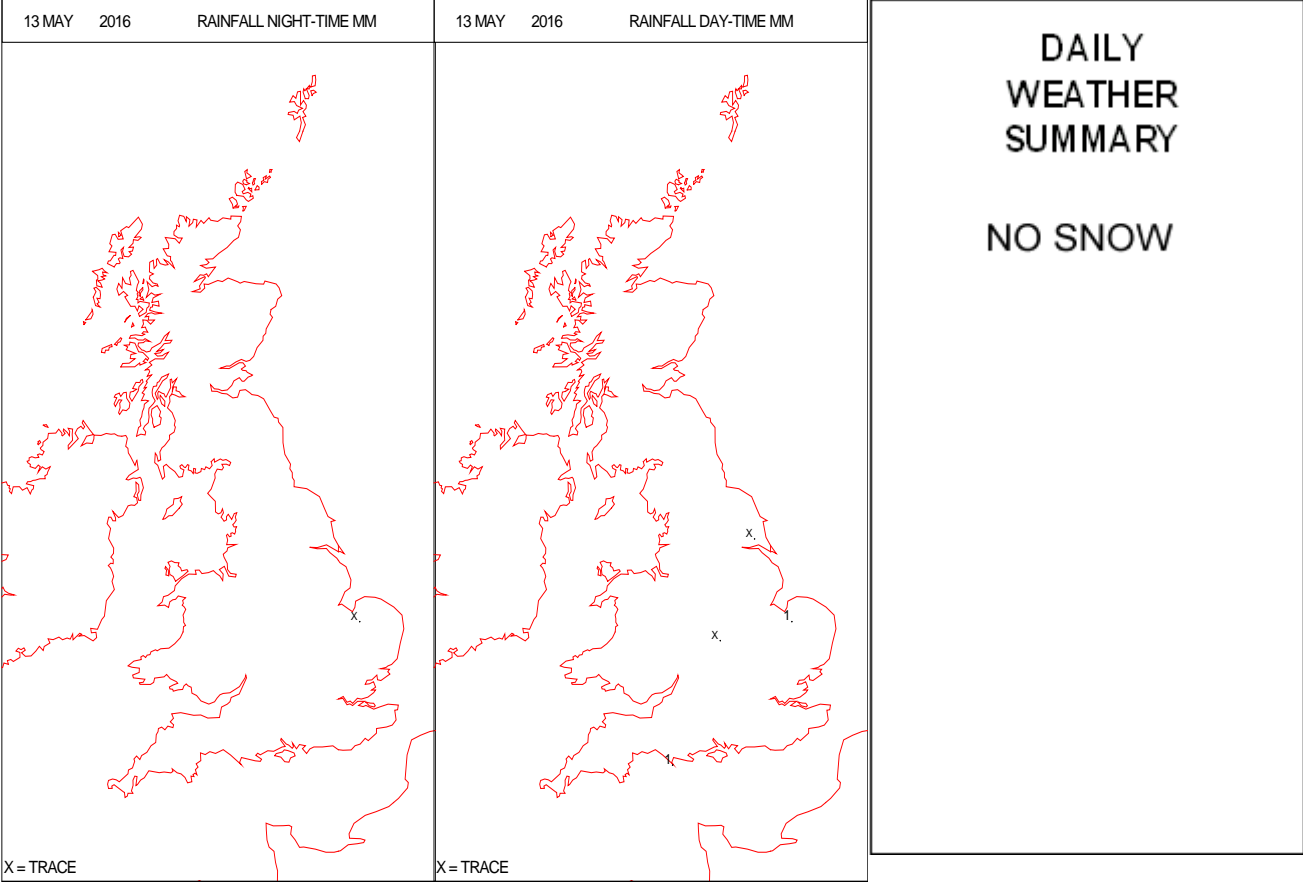 13 MAY 2016 RAINFALL NIGHT-TIME MM
X.
X = TRACE
13 MAY 2016 RAINFALL DAY-TIME MM
X.
1.
X.
1.
X = TRACE
DAILY
WEATHER
SUMMARY
NO SNOW